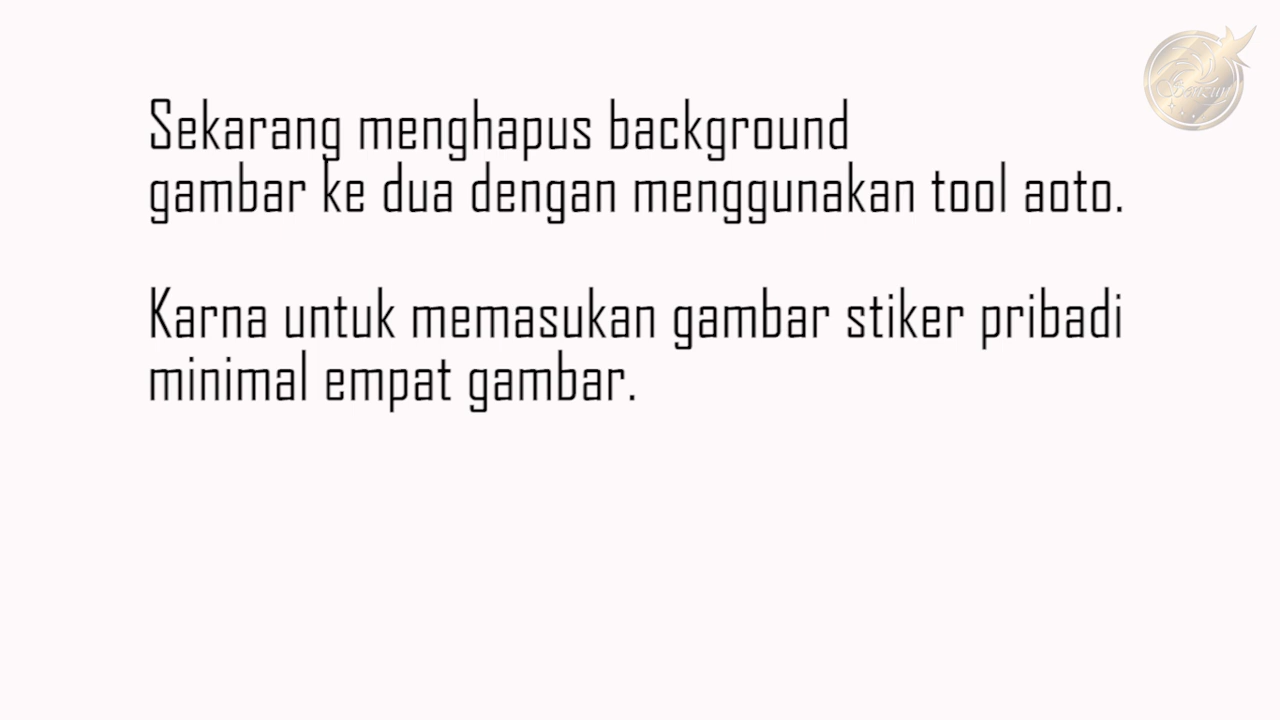 Sekarang menghapus background
gambar ke dua dengan menggunakan tool aoto.
Karna untuk memasukan gambar stiker pribadi
minimal empat gambar.